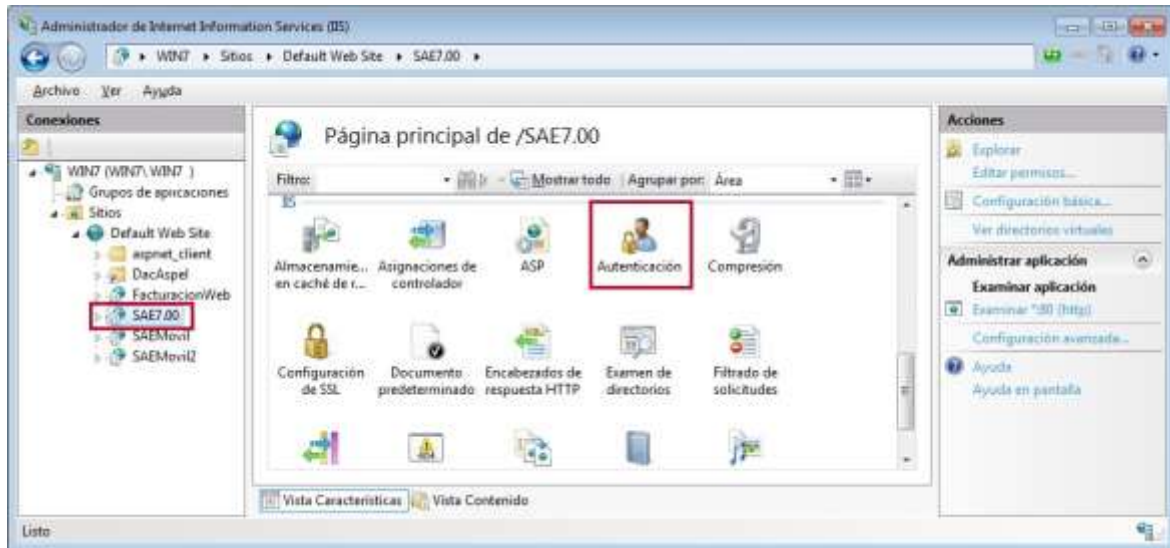 Administrador de Internet Information Services (IIS)
WIN7 ▸ Sitios ▸ Default Web Site ▸ SAE7.00 ▸
Archivo Ver Ayuda
Conexiones
WIN7 (WIN7\ WIN7 )
Grupos de aplicaciones
Sitios
Default Web Site
aspnet_client
DacAspel
FacturacionWeb
SAE7.00
SAEMovil
SAEMovil2
Página principal de /SAE7.00
Filtro: Mostrar todo Agrupar por: Área
IIS
Almacenamie... Asignaciones de ASP Autenticación Compresión
en caché de r... controlador
Configuración Documento Encabezados de Examen de Filtrado de
de SSL predeterminado respuesta HTTP directorios solicitudes
Vista Características Vista Contenido
Acciones
Explorar
Editar permisos...
Configuración básica...
Ver directorios virtuales
Administrar aplicación
Examinar aplicación
Examinar *:80 (http)
Configuración avanzada...
Ayuda
Ayuda en pantalla
Listo